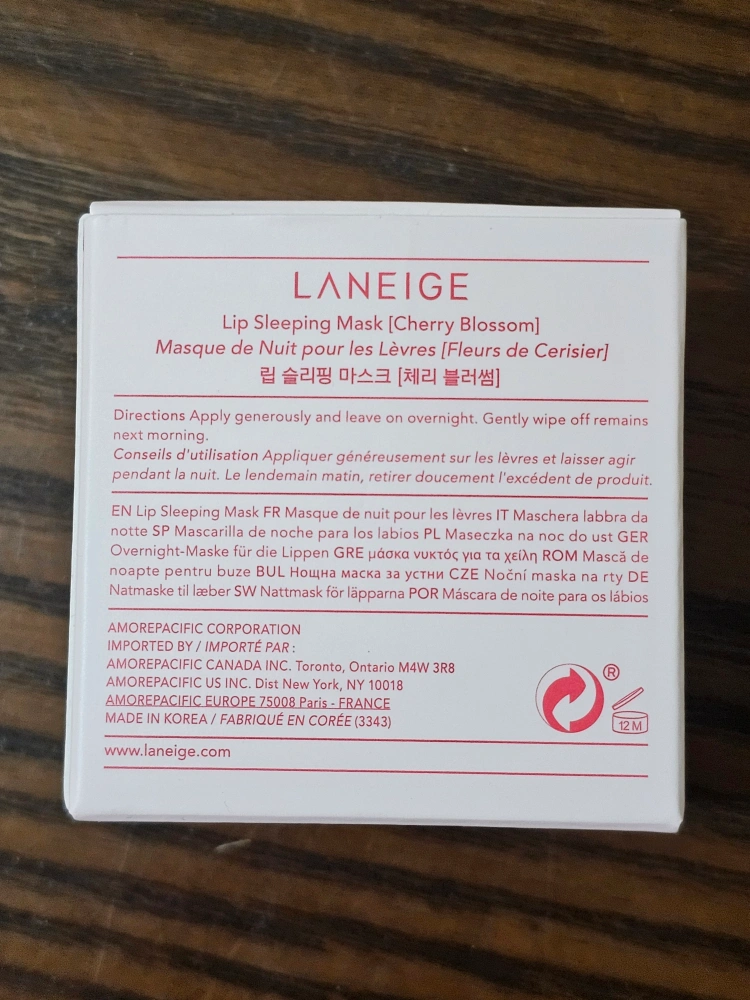 LANEIGE
Lip Sleeping Mask [Cherry Blossom]
Masque de Nuit pour les Lèvres [Fleurs de Cerisier]
립 슬리핑 마스크 [체리 블러썸]
Directions Apply generously and leave on overnight. Gently wipe off remains
next morning.
Conseils d'utilisation Appliquer généreusement sur les lèvres et laisser agir
pendant la nuit. Le lendemain matin, retirer doucement l'excédent de produit.
EN Lip Sleeping Mask FR Masque de nuit pour les lèvres IT Maschera labbra da
notte SP Mascarilla de noche para los labios PL Maseczka na noc do ust GER
Overnight-Maske für die Lippen GRE μάσκα νυκτός για τα χείλη ROM Mască de
noapte pentru buze BUL Нощна маска за устни CZE Noční maska na rty DE
Natmaske til læber SW Nattmask för läpparna POR Máscara de noite para os lábios
AMOREPACIFIC CORPORATION
IMPORTED BY / IMPORTÉ PAR :
AMOREPACIFIC CANADA INC. Toronto, Ontario M4W 3R8
AMOREPACIFIC US INC. Dist New York, NY 10018
AMOREPACIFIC EUROPE 75008 Paris - FRANCE
MADE IN KOREA / FABRIQUÉ EN CORÉE (3343)
®
12 M
www.laneige.com